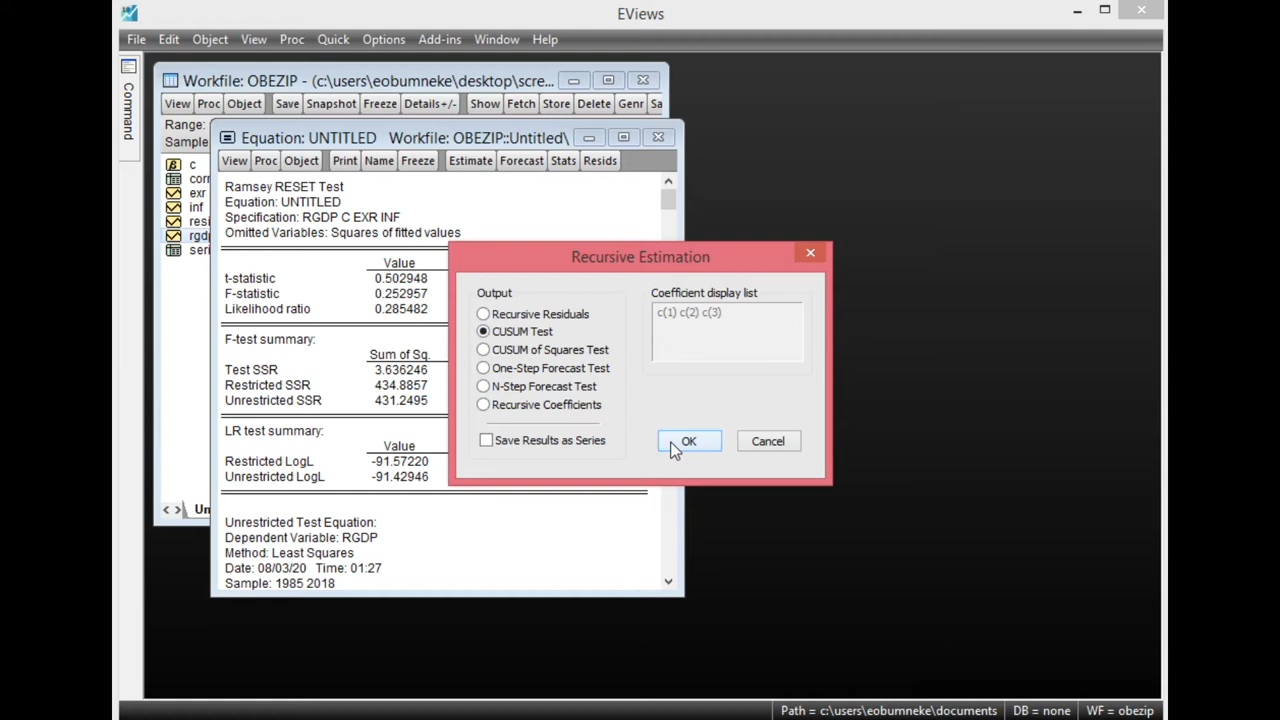 EViews
File Edit Object View Proc Quick Options Add-ins Window Help
Command
Workfile: OBEZIP - (c:\users\eobumneke\desktop\scre...
View Proc Object Save Snapshot Freeze Details+/- Show Fetch Store Delete Genr Sa
Range:
Sample
c
corr
exr
inf
resi
rgdp
seri
Un
Equation: UNTITLED Workfile: OBEZIP::Untitled\
View Proc Object Print Name Freeze Estimate Forecast Stats Resids
Ramsey RESET Test
Equation: UNTITLED
Specification: RGDP C EXR INF
Omitted Variables: Squares of fitted values
Value
t-statistic 0.502948
F-statistic 0.252957
Likelihood ratio 0.285482
F-test summary:
Sum of Sq.
Test SSR 3.636246
Restricted SSR 434.8857
Unrestricted SSR 431.2495
LR test summary:
Value
Restricted LogL -91.57220
Unrestricted LogL -91.42946
Unrestricted Test Equation:
Dependent Variable: RGDP
Method: Least Squares
Date: 08/03/20 Time: 01:27
Sample: 1985 2018
Recursive Estimation
Output
Recursive Residuals
CUSUM Test
CUSUM of Squares Test
One-Step Forecast Test
N-Step Forecast Test
Recursive Coefficients
Save Results as Series
Coefficient display list
c(1) c(2) c(3)
OK Cancel
Path = c:\users\eobumneke\documents DB = none WF = obezip